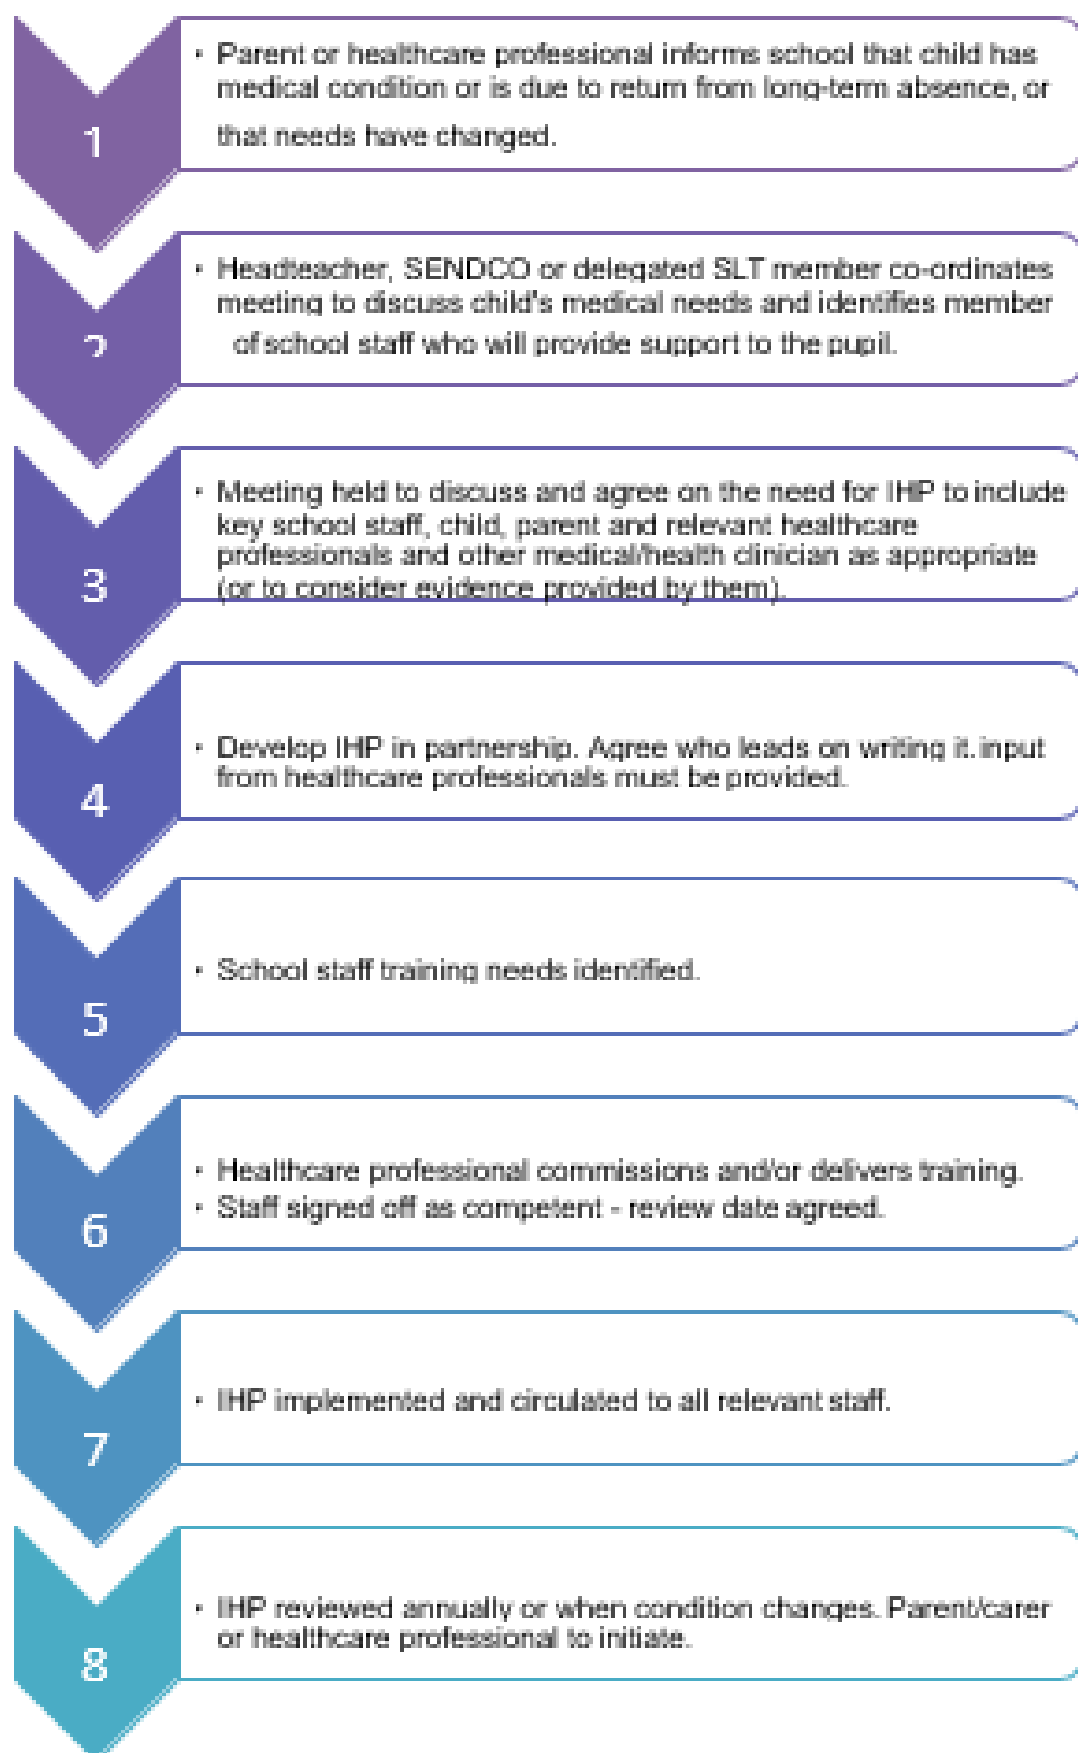 1
• Parent or healthcare professional informs school that child has
medical condition or is due to return from long-term absence, or
that needs have changed.
2
• Headteacher, SENDCO or delegated SLT member co-ordinates
meeting to discuss child's medical needs and identifies member
of school staff who will provide support to the pupil.
3
• Meeting held to discuss and agree on the need for IHP to include
key school staff, child, parent and relevant healthcare
professionals and other medical/health clinician as appropriate
(or to consider evidence provided by them).
4
• Develop IHP in partnership. Agree who leads on writing it. input
from healthcare professionals must be provided.
5
• School staff training needs identified.
6
• Healthcare professional commissions and/or delivers training.
• Staff signed off as competent - review date agreed.
7
• IHP implemented and circulated to all relevant staff.
8
• IHP reviewed annually or when condition changes. Parent/carer
or healthcare professional to initiate.